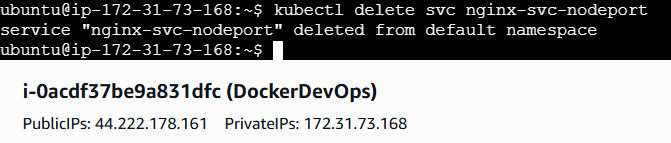 ubuntu@ip-172-31-73-168:~$ kubectl delete svc nginx-svc-nodeport
service "nginx-svc-nodeport" deleted from default namespace
ubuntu@ip-172-31-73-168:~$
i-0acdf37be9a831dfc (DockerDevOps)
PublicIPs: 44.222.178.161 PrivateIPs: 172.31.73.168